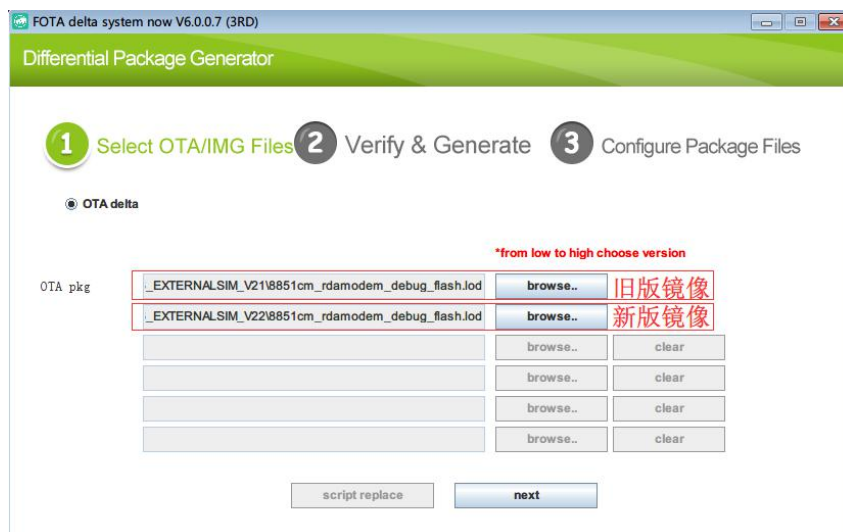 FOTA delta system now V6.0.0.7 (3RD)
Differential Package Generator
1 Select OTA/IMG Files 2 Verify & Generate 3 Configure Package Files
OTA delta
*from low to high choose version
OTA pkg _EXTERNALSIM_V21\8851cm_rdamodem_debug_flash.lod browse.. 旧版镜像
_EXTERNALSIM_V22\8851cm_rdamodem_debug_flash.lod browse.. 新版镜像
browse.. clear
browse.. clear
browse.. clear
browse.. clear
script replace next